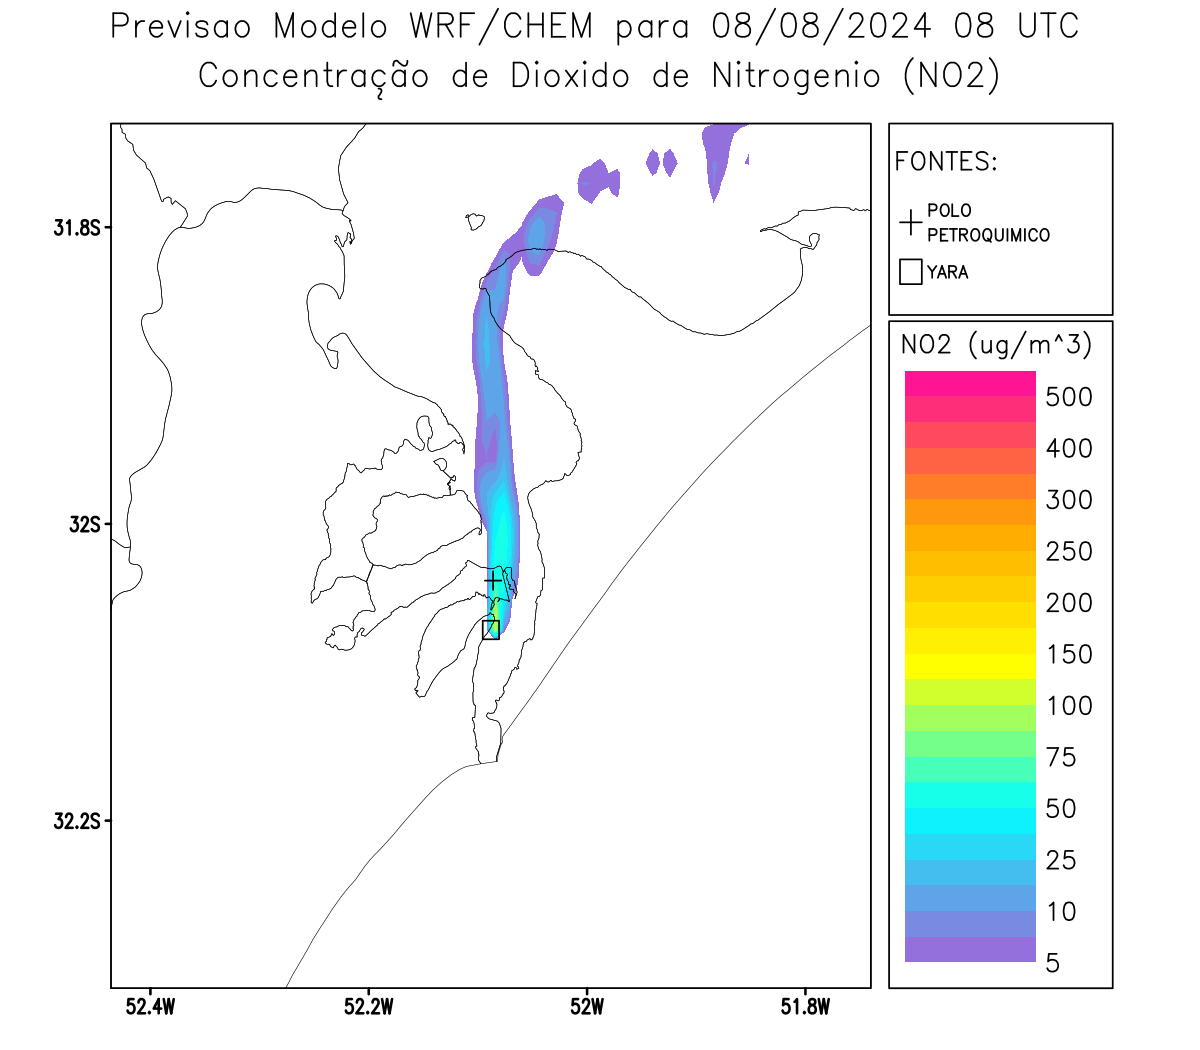 Previsao Modelo WRF/CHEM para 08/08/2024 08 UTC
Concentração de Dioxido de Nitrogenio (NO2)
31.8S
32S
32.2S
52.4W
52.2W
52W
51.8W
FONTES:
POLO
PETROQUIMICO
YARA
NO2 (ug/m^3)
500
400
300
250
200
150
100
75
50
25
10
5